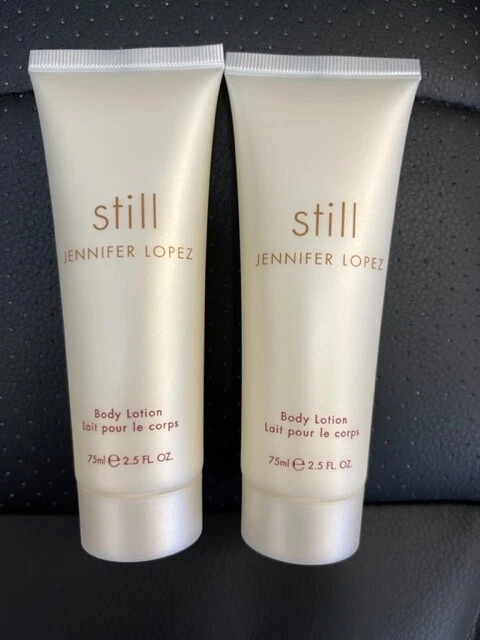 still
JENNIFER LOPEZ
Body Lotion
Lait pour le corps
75ml ℮ 2.5 FL. OZ.
still
JENNIFER LOPEZ
Body Lotion
Lait pour le corps
75ml ℮ 2.5 FL. OZ.